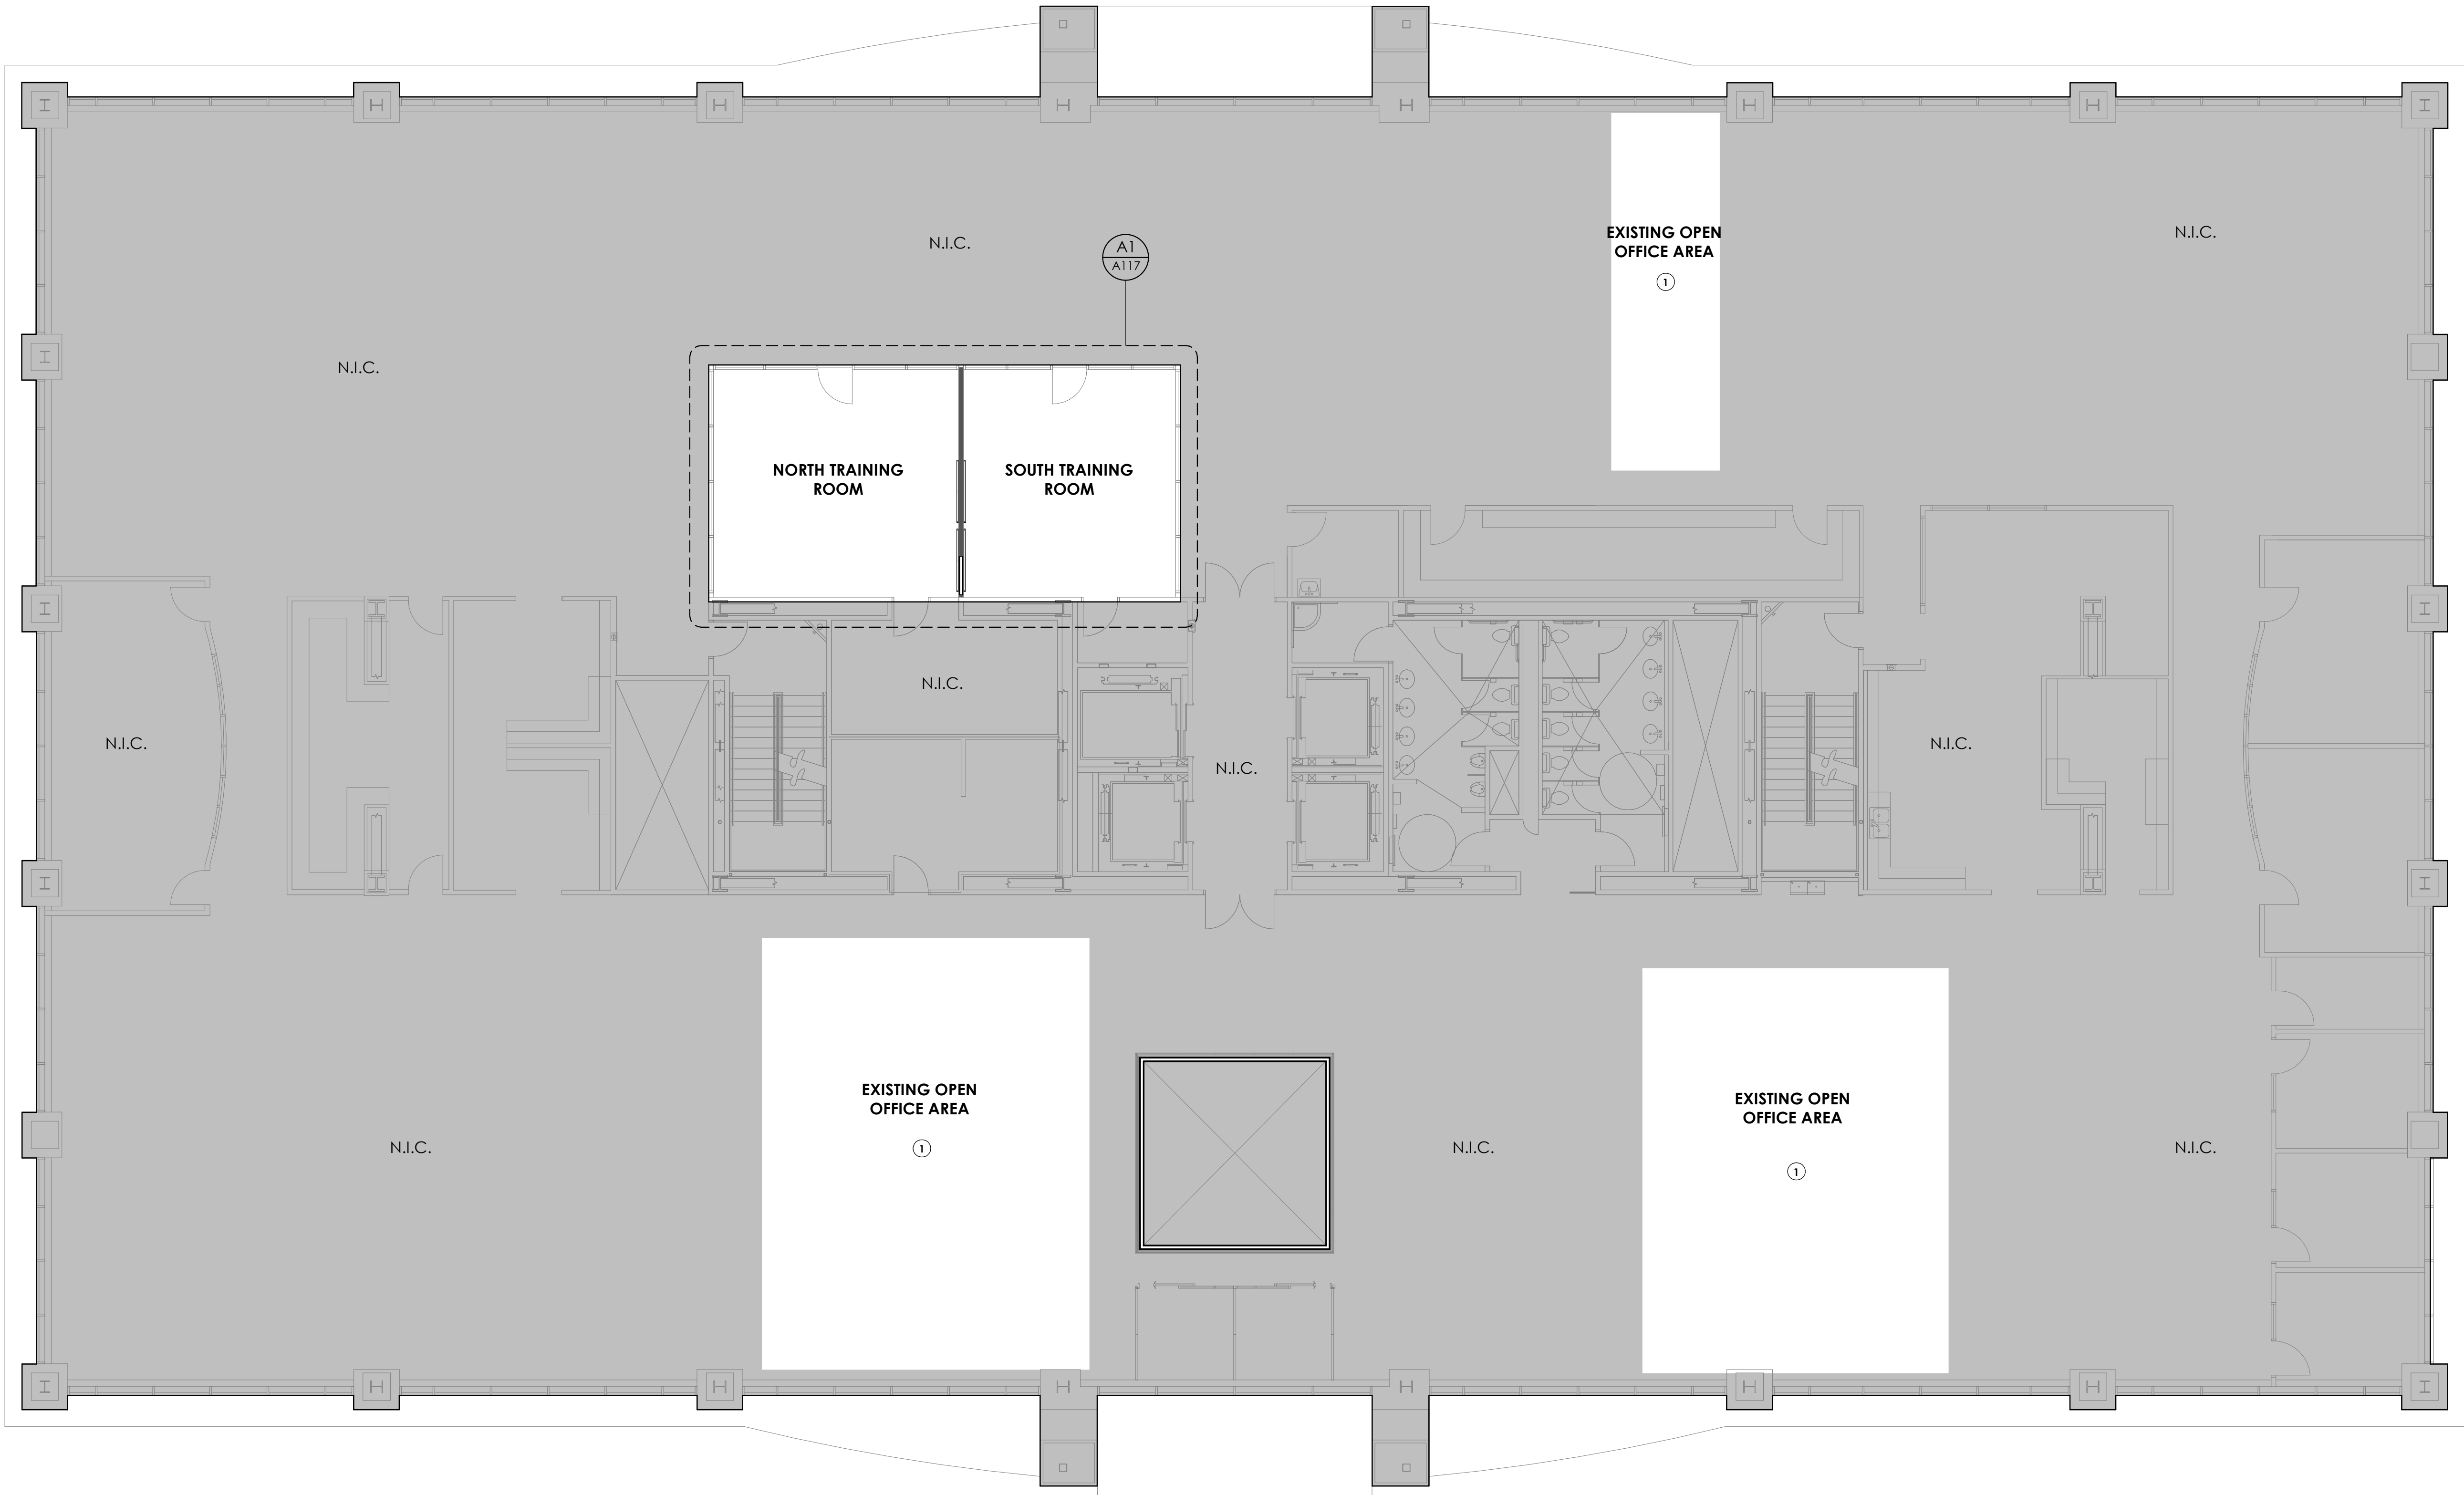 EXISTING OPEN
OFFICE AREA
1
N.I.C.
N.I.C.
A1
A117
N.I.C.
NORTH TRAINING
ROOM
SOUTH TRAINING
ROOM
N.I.C.
N.I.C.
N.I.C.
N.I.C.
EXISTING OPEN
OFFICE AREA
1
EXISTING OPEN
OFFICE AREA
1
N.I.C.
N.I.C.
N.I.C.